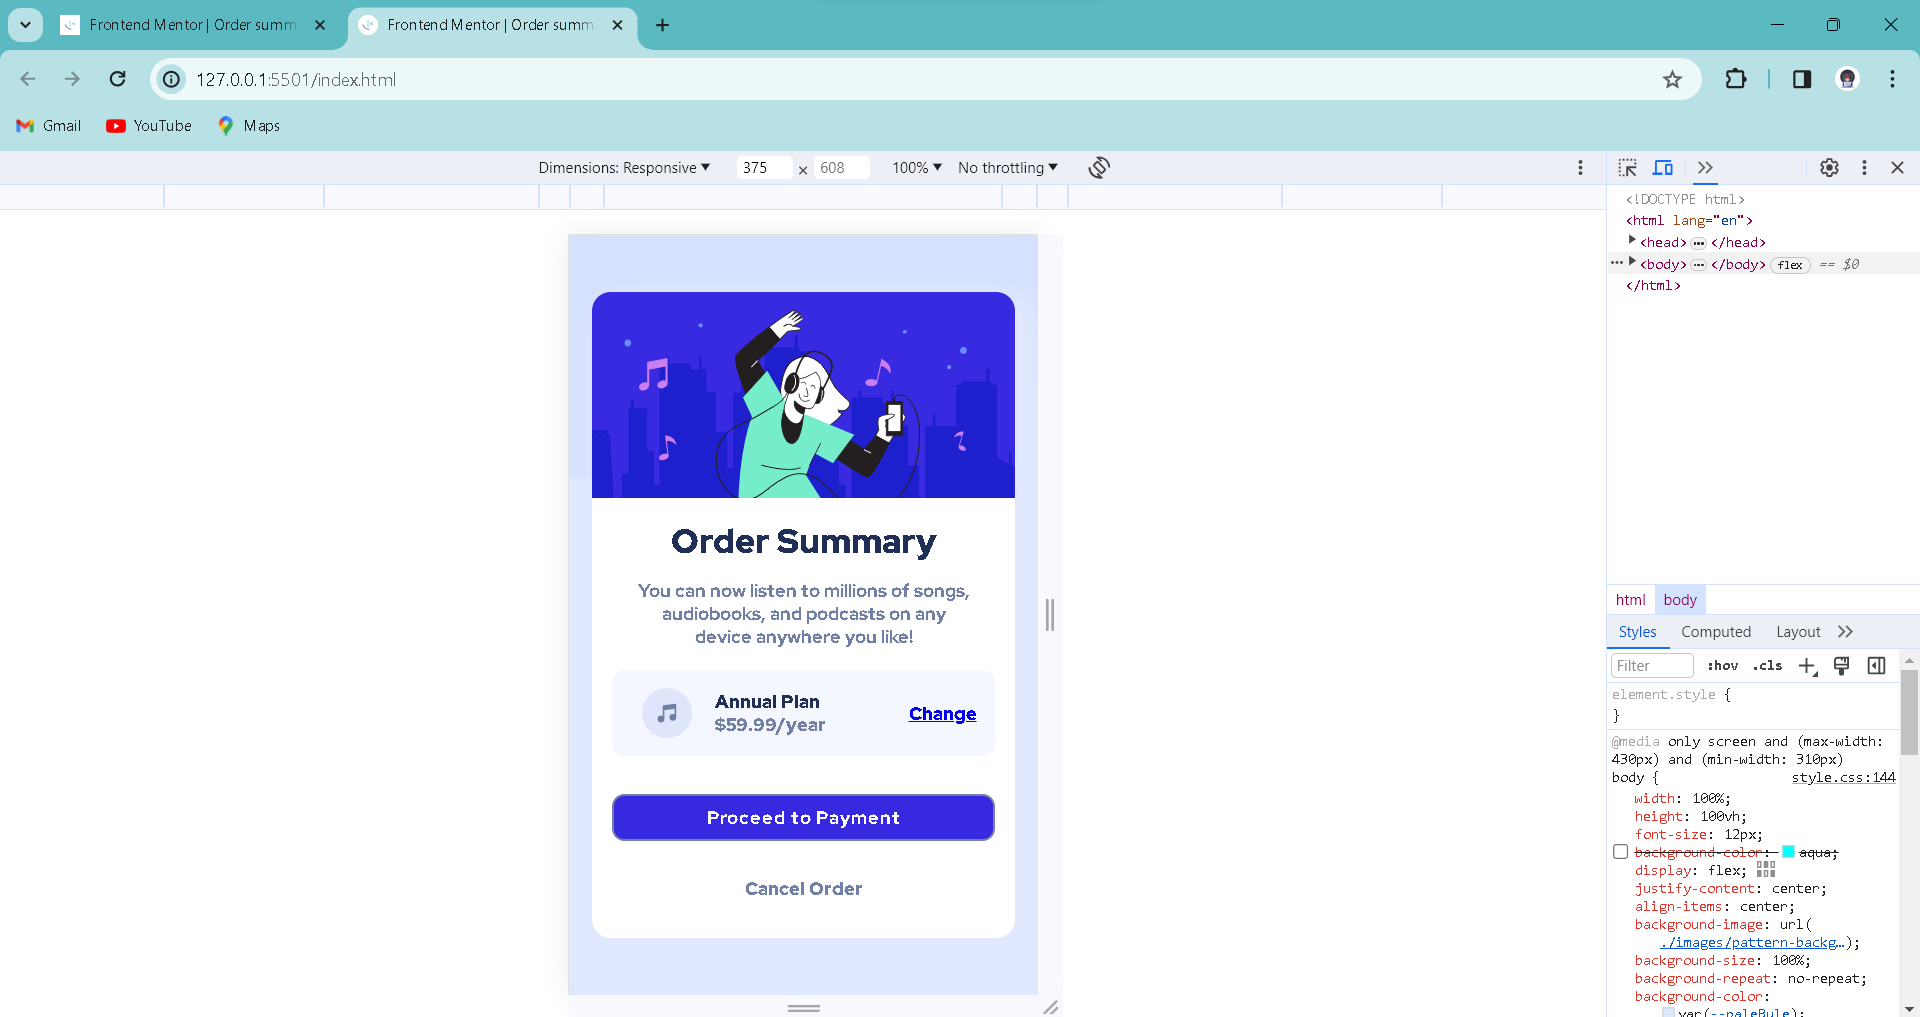 Frontend Mentor | Order summ
Frontend Mentor | Order summ
127.0.0.1:5501/index.html
Gmail
YouTube
Maps
Dimensions: Responsive ▼ 375 × 608 100% ▼ No throttling ▼
<!DOCTYPE html>
<html lang="en">
<head> ••• </head>
••• <body> ••• </body> flex == $0
</html>
Order Summary
You can now listen to millions of songs,
audiobooks, and podcasts on any
device anywhere you like!
Annual Plan
$59.99/year
Change
Proceed to Payment
Cancel Order
html body
Styles Computed Layout
Filter :hov .cls
element.style {
}
@media only screen and (max-width:
430px) and (min-width: 310px)
body { style.css:144
width: 100%;
height: 100vh;
font-size: 12px;
background-color: aqua;
display: flex;
justify-content: center;
align-items: center;
background-image: url(
./images/pattern-backg…);
background-size: 100%;
background-repeat: no-repeat;
background-color:
var(--paleBule);